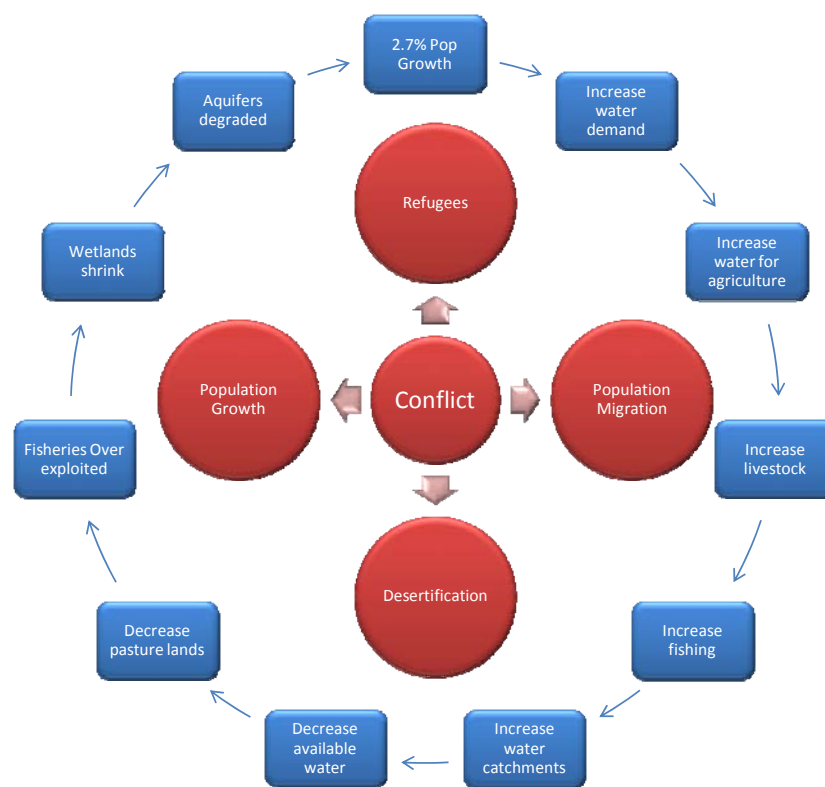 2.7% Pop
Growth
Increase
water
demand
Increase
water for
agriculture
Increase
livestock
Increase
fishing
Increase
water
catchments
Decrease
available
water
Decrease
pasture lands
Fisheries Over
exploited
Wetlands
shrink
Aquifers
degraded
Refugees
Population
Migration
Desertification
Population
Growth
Conflict